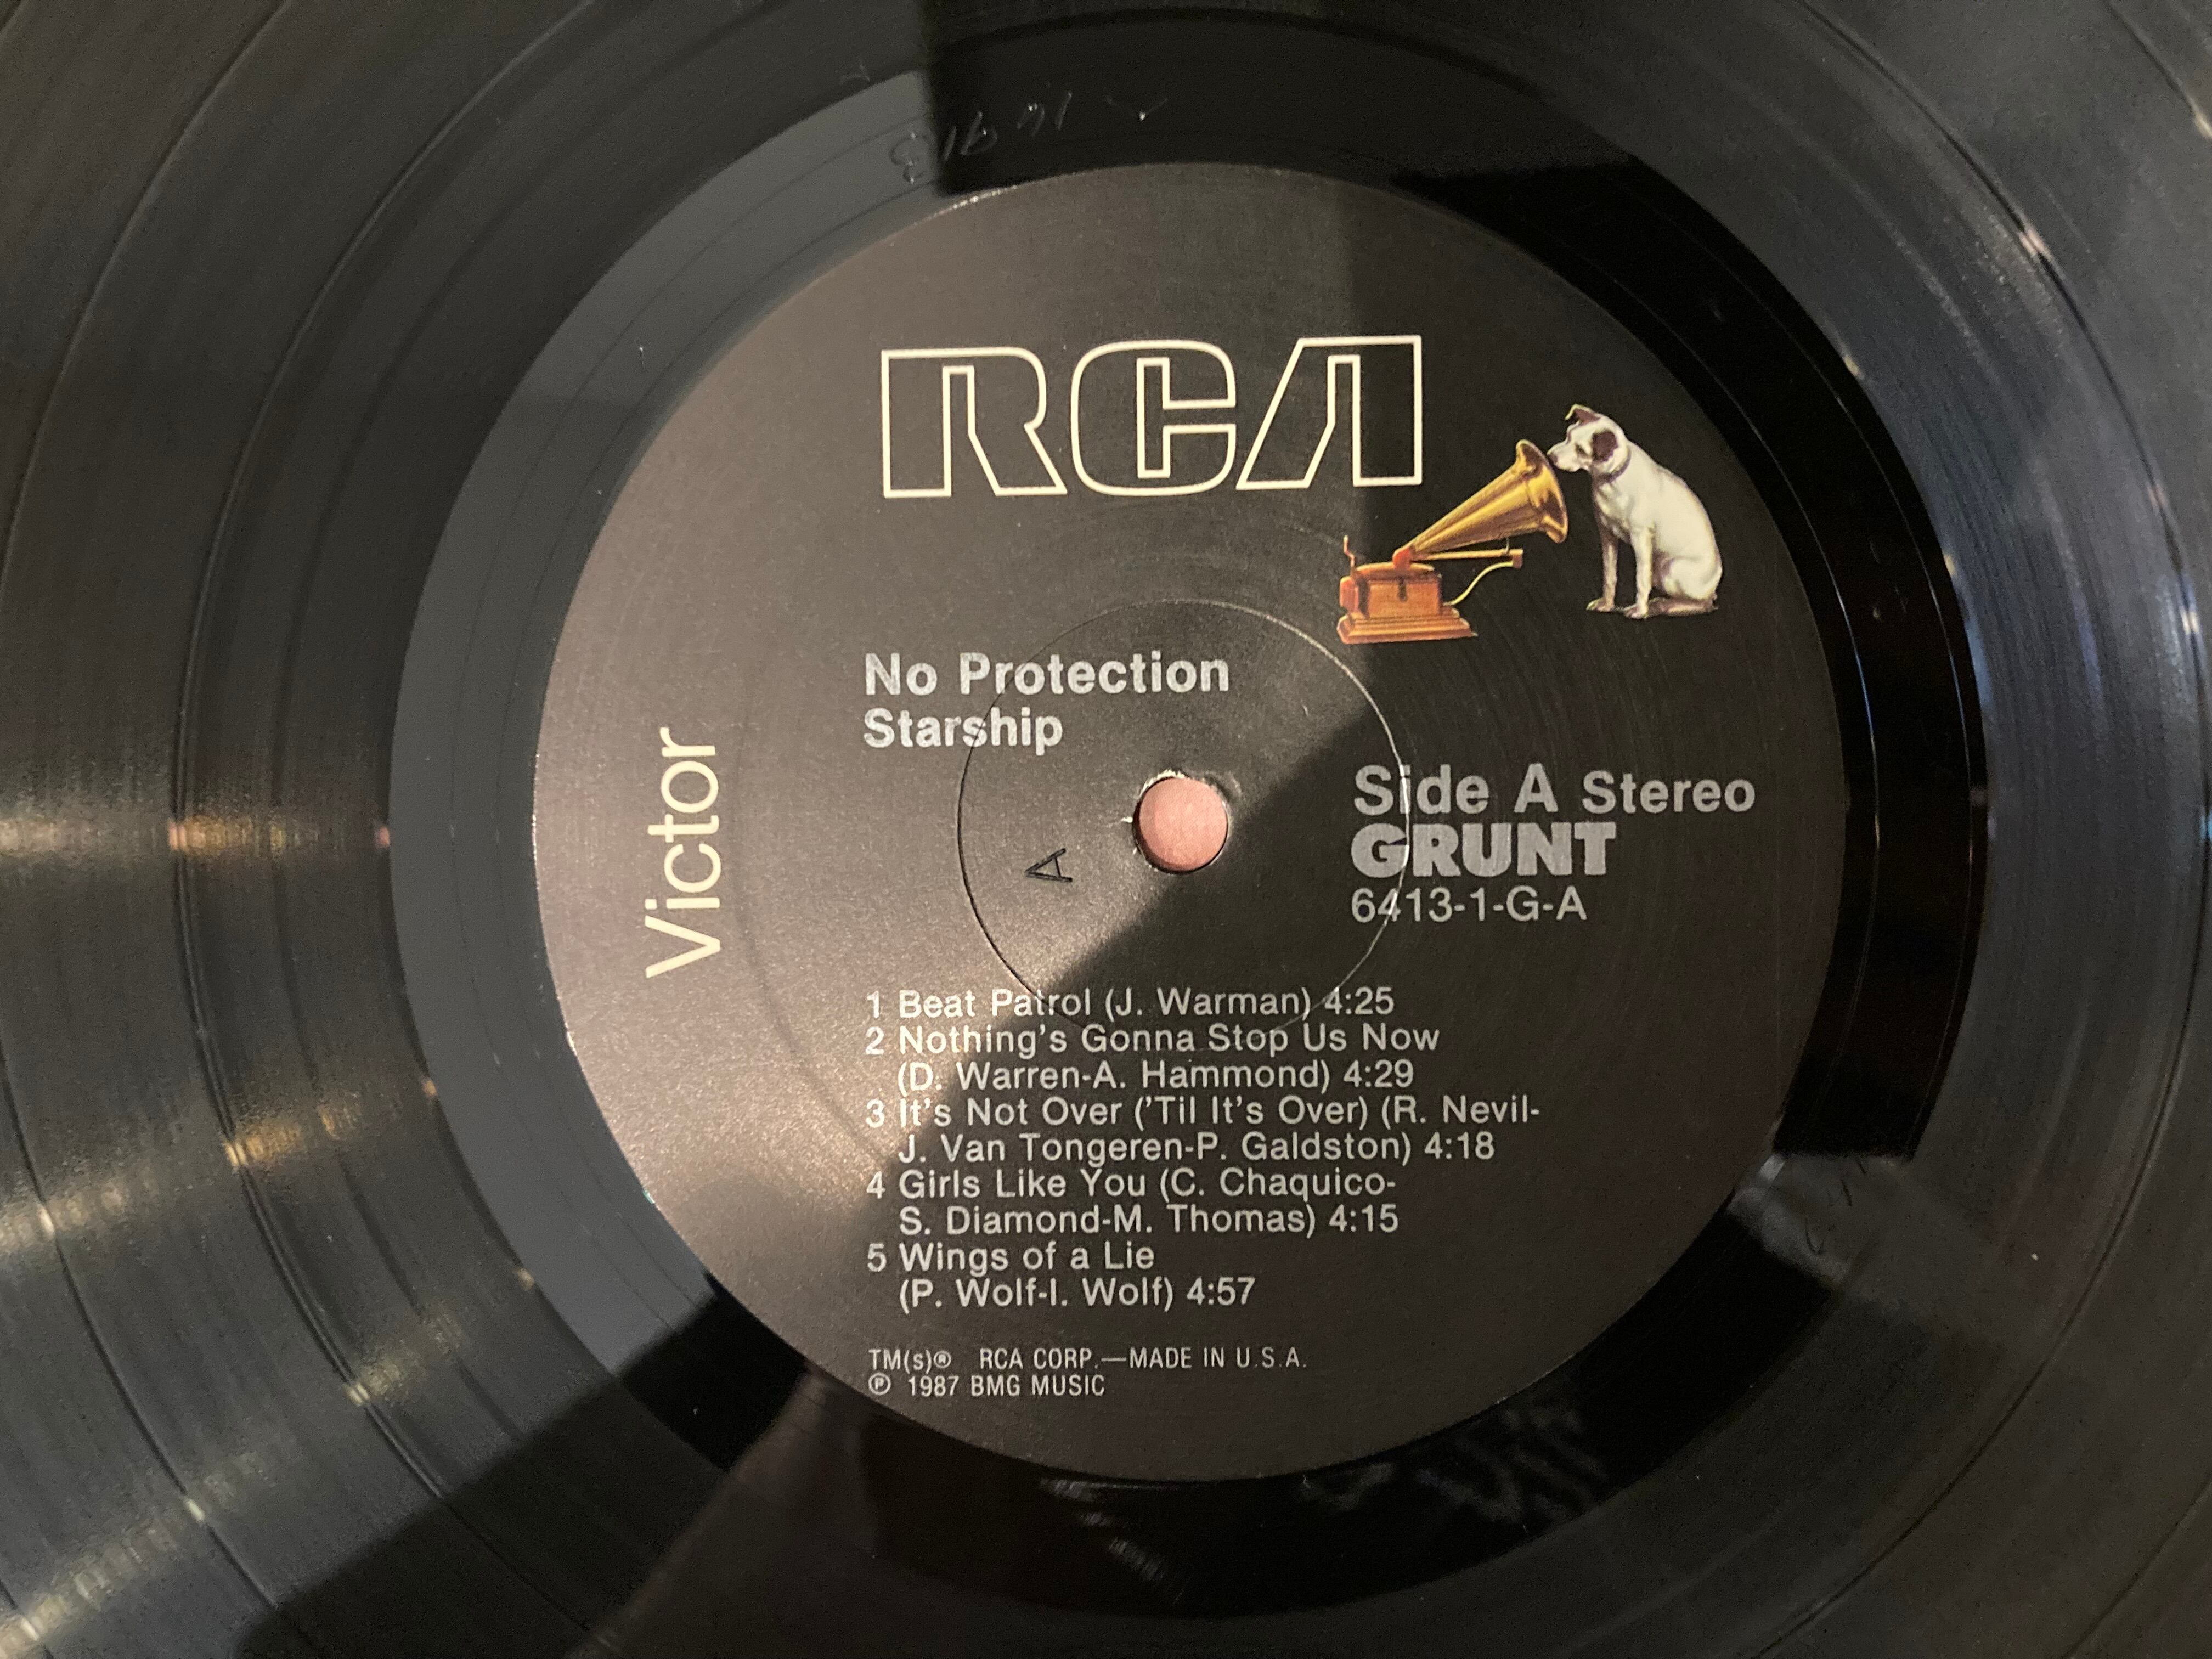 RCA
Victor
No Protection
Starship
Side A Stereo
GRUNT
6413-1-G-A
A
1 Beat Patrol (J. Warman) 4:25
2 Nothing's Gonna Stop Us Now
(D. Warren-A. Hammond) 4:29
3 It's Not Over ('Til It's Over) (R. Nevil-
J. Van Tongeren-P. Galdston) 4:18
4 Girls Like You (C. Chaquico-
S. Diamond-M. Thomas) 4:15
5 Wings of a Lie
(P. Wolf-I. Wolf) 4:57
TM(s)® RCA CORP.—MADE IN U.S.A.
℗ 1987 BMG MUSIC